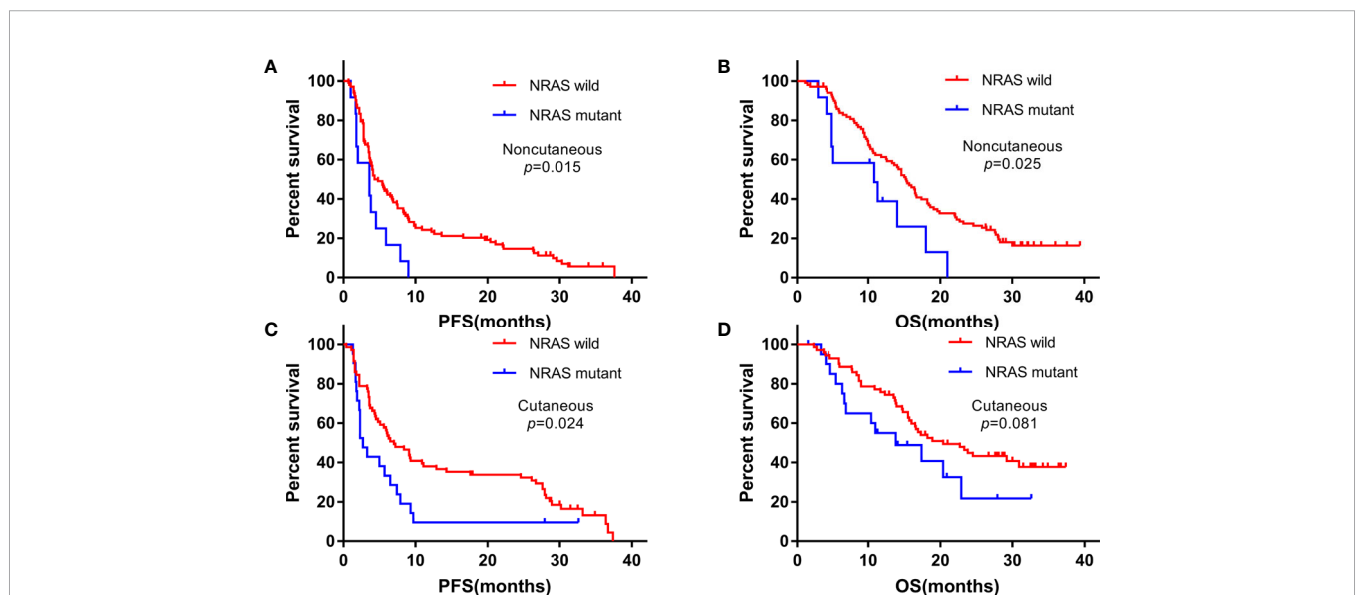 A
Percent survival
100
80
60
40
20
0
NRAS wild
NRAS mutant
Noncutaneous
p=0.015
0 10 20 30 40
PFS(months)
B
Percent survival
100
80
60
40
20
0
NRAS wild
NRAS mutant
Noncutaneous
p=0.025
0 10 20 30 40
OS(months)
C
Percent survival
100
80
60
40
20
0
NRAS wild
NRAS mutant
Cutaneous
p=0.024
0 10 20 30 40
PFS(months)
D
Percent survival
100
80
60
40
20
0
NRAS wild
NRAS mutant
Cutaneous
p=0.081
0 10 20 30 40
OS(months)